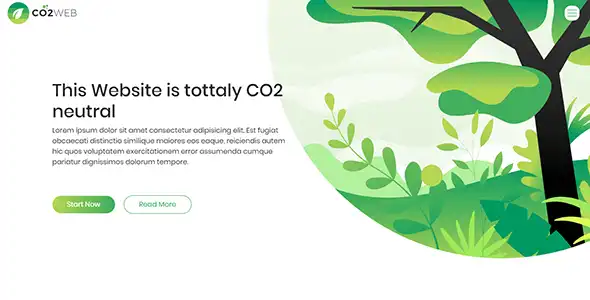 CO2WEB
This Website is tottaly CO2
neutral
Lorem ipsum dolor sit amet consectetur adipisicing elit. Est fugiat
obcaecati distinctio similique maiores eos eaque, reiciendis autem
hic quos voluptatem exercitationem error assumenda cumque
pariatur dignissimos dolorum tempore.
Start Now
Read More